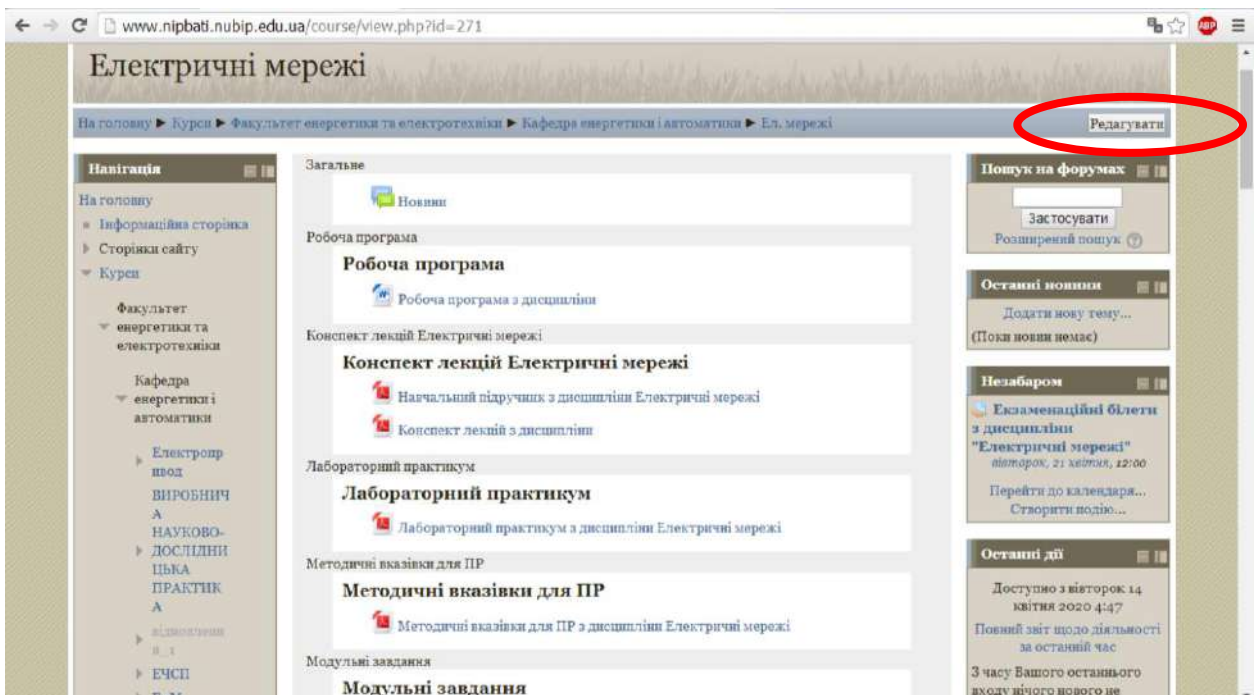 www.nipbati.nubip.edu.ua/course/view.php?id=271
ABP
Електричні мережі
На головну ► Курси ► Факультет енергетики та електротехніки ► Кафедра енергетики і автоматики ► Ел. мережі
Редагувати
Навігація
На головну
Інформаційна сторінка
Сторінки сайту
Курси
Факультет
енергетики та
електротехніки
Кафедра
енергетики і
автоматики
Електропр
ивод
ВИРОБНИЧ
А
НАУКОВО-
ДОСЛІДНИ
ЦЬКА
ПРАКТИК
А
ЕЧСП
Загальне
Новини
Робоча програма
Робоча програма
Робоча програма з дисципліни
Конспект лекцій Електричні мережі
Конспект лекцій Електричні мережі
Навчальний підручник з дисципліни Електричні мережі
Конспект лекцій з дисципліни
Лабораторний практикум
Лабораторний практикум
Лабораторний практикум з дисципліни Електричні мережі
Методичні вказівки для ПР
Методичні вказівки для ПР
Методичні вказівки для ПР з дисципліни Електричні мережі
Модульні завдання
Модульні завдання
Пошук на форумах
Застосувати
Розширений пошук
Останні новини
Додати нову тему...
(Поки новин немає)
Незабаром
Екзаменаційні білети
з дисципліни
"Електричні мережі"
вівторок, 21 квітня, 12:00
Перейти до календаря...
Створити подію...
Останні дії
Доступно з вівторок 14
квітня 2020 4:47
Повний звіт щодо діяльності
за останній час
З часу Вашого останнього
входу нічого нового не